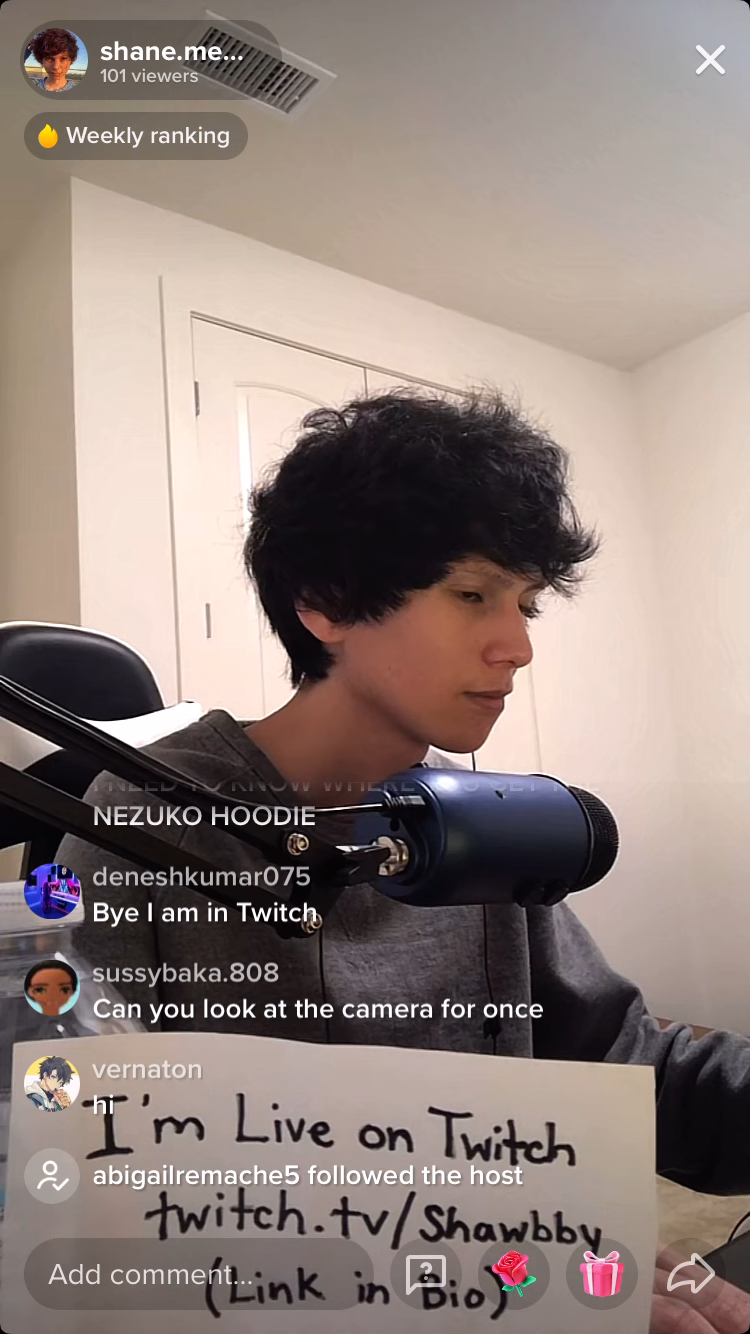 shane.me...
101 viewers
Weekly ranking
NEZUKO HOODIE
deneshkumar075
Bye I am in Twitch
sussybaka.808
Can you look at the camera for once
vernaton
hi
I'm Live on Twitch
abigailremache5 followed the host
twitch.tv/Shawbby
Add comment...
(Link in Bio)